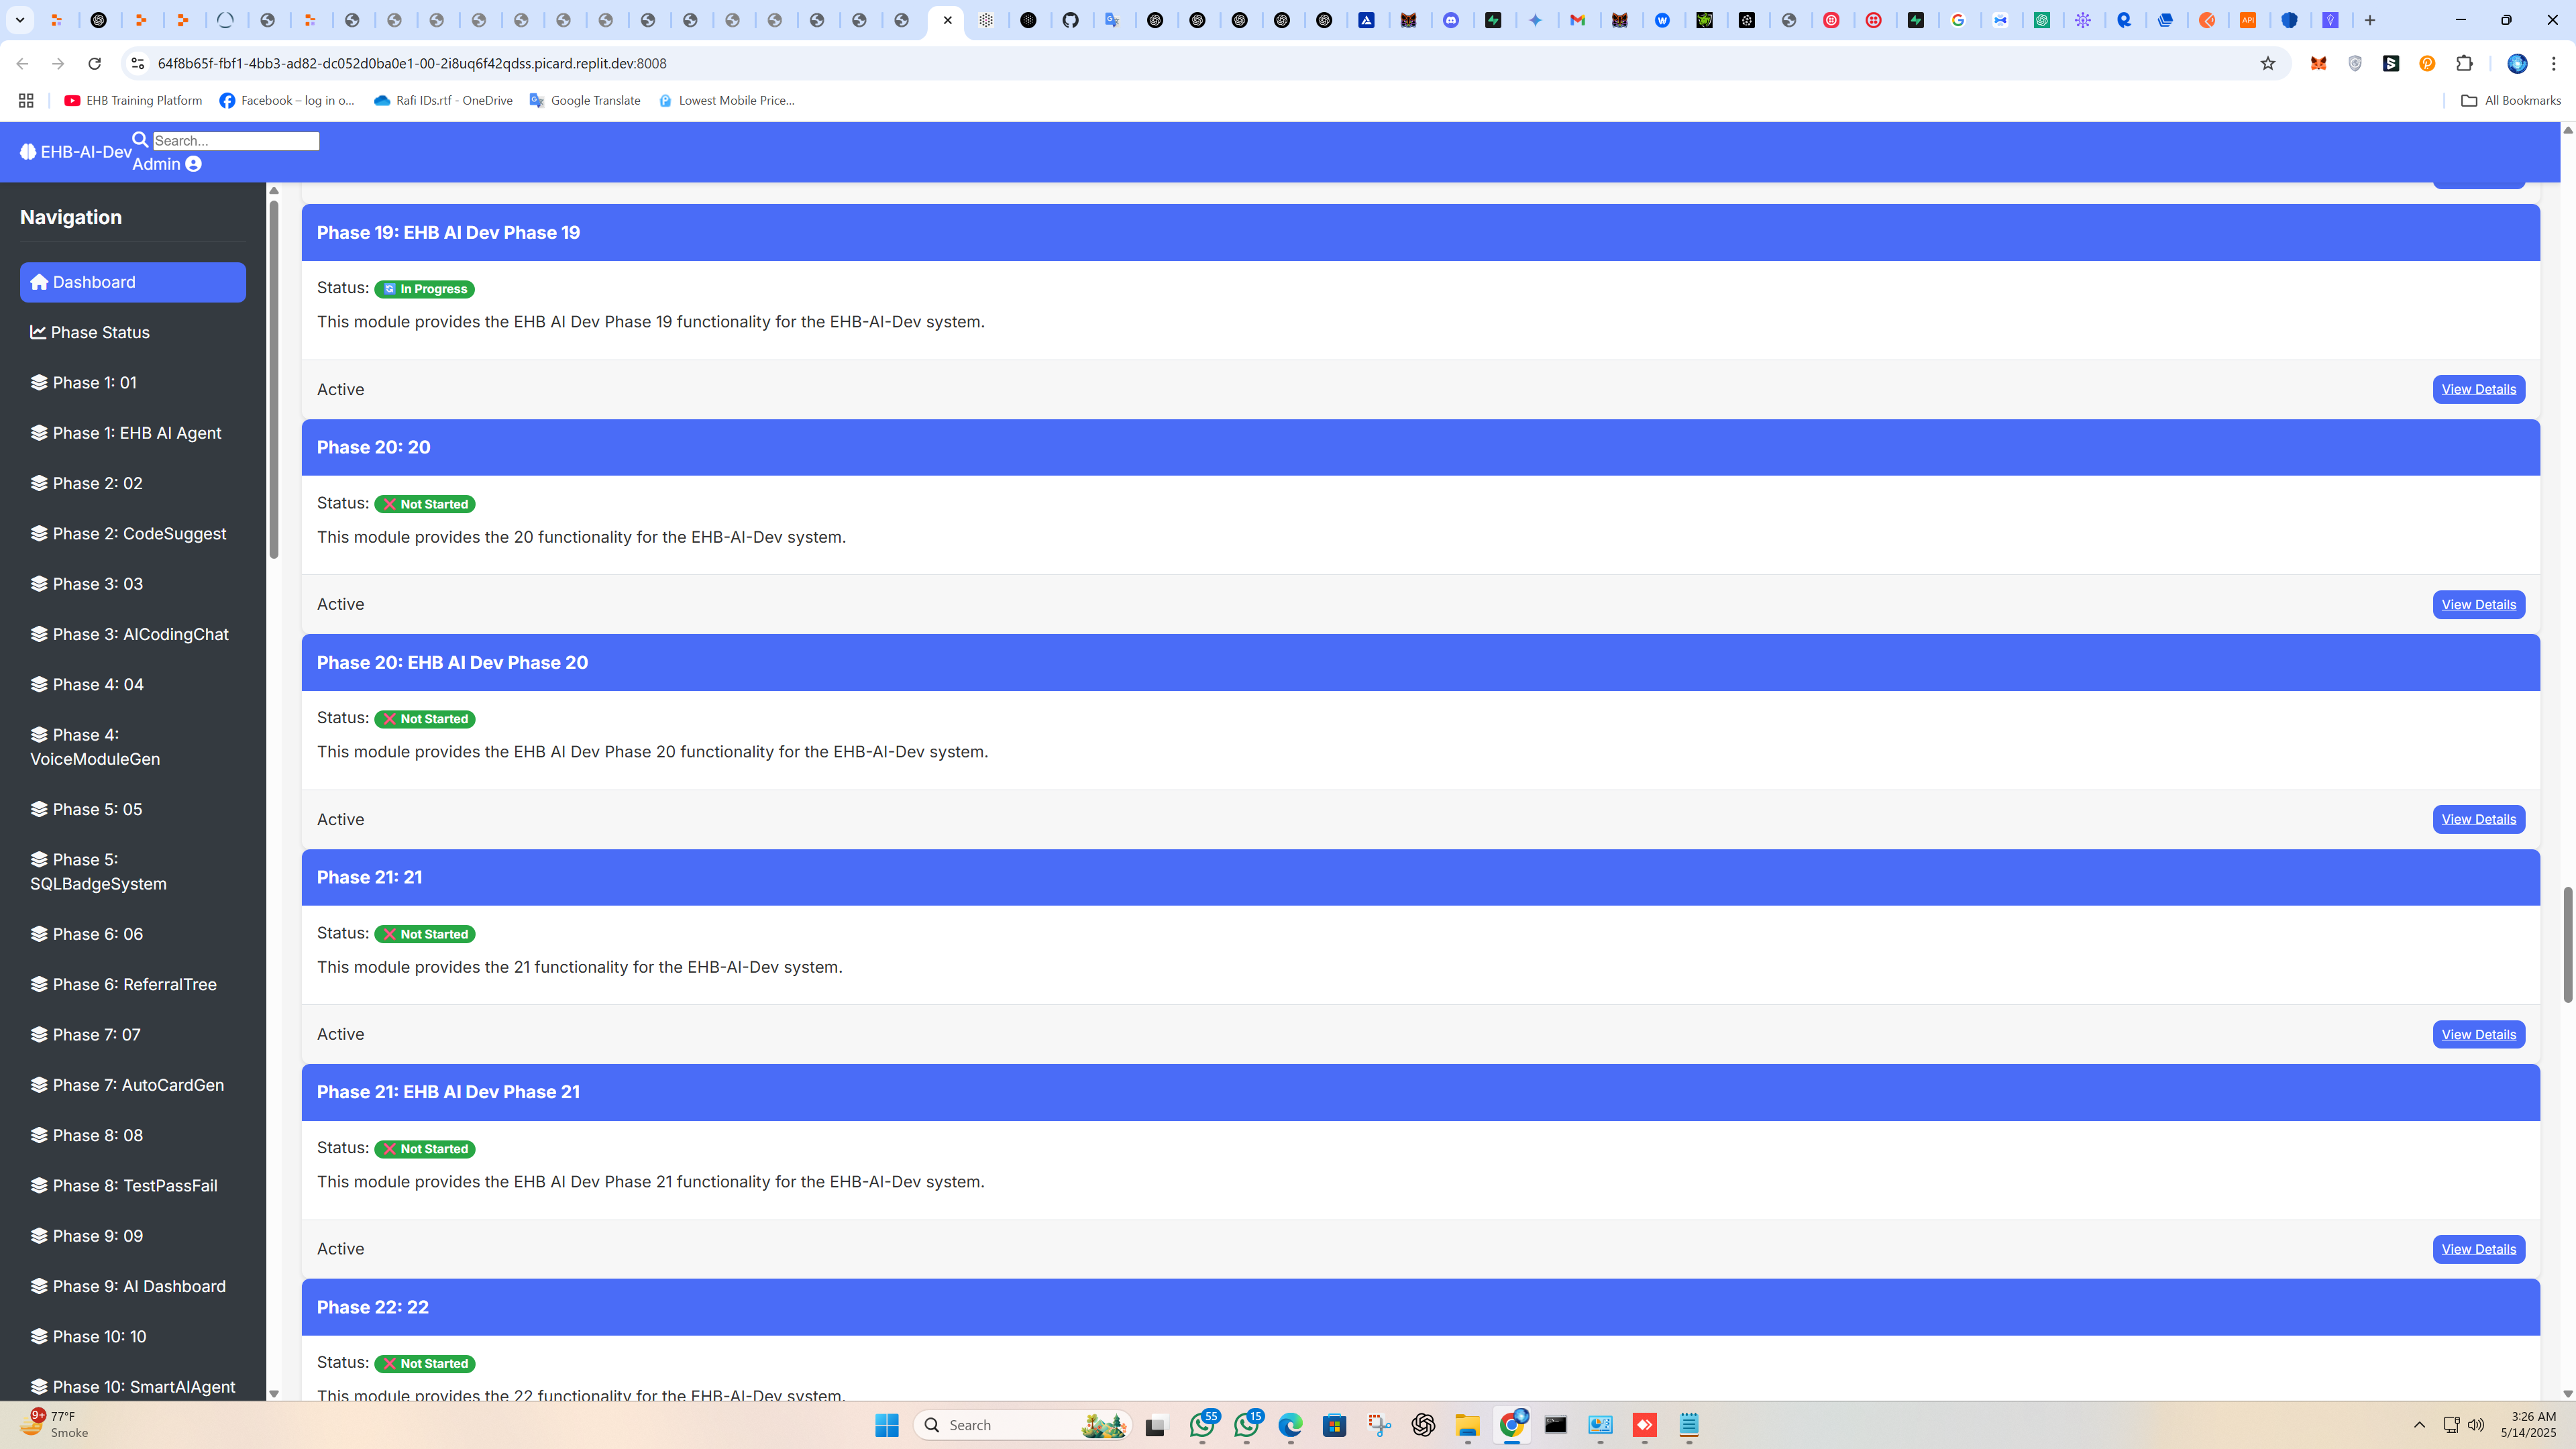 64f8b65f-fbf1-4bb3-ad82-dc052d0ba0e1-00-2i8uq6f42qdss.picard.replit.dev:8008
EHB Training Platform
Facebook – log in o...
Rafi IDs.rtf - OneDrive
Google Translate
Lowest Mobile Price...
All Bookmarks
EHB-AI-Dev
Search...
Admin
Navigation
Dashboard
Phase Status
Phase 1: 01
Phase 1: EHB AI Agent
Phase 2: 02
Phase 2: CodeSuggest
Phase 3: 03
Phase 3: AICodingChat
Phase 4: 04
Phase 4:
VoiceModuleGen
Phase 5: 05
Phase 5:
SQLBadgeSystem
Phase 6: 06
Phase 6: ReferralTree
Phase 7: 07
Phase 7: AutoCardGen
Phase 8: 08
Phase 8: TestPassFail
Phase 9: 09
Phase 9: AI Dashboard
Phase 10: 10
Phase 10: SmartAIAgent
Phase 19: EHB AI Dev Phase 19
Status: In Progress
This module provides the EHB AI Dev Phase 19 functionality for the EHB-AI-Dev system.
Active
View Details
Phase 20: 20
Status: ❌ Not Started
This module provides the 20 functionality for the EHB-AI-Dev system.
Active
View Details
Phase 20: EHB AI Dev Phase 20
Status: ❌ Not Started
This module provides the EHB AI Dev Phase 20 functionality for the EHB-AI-Dev system.
Active
View Details
Phase 21: 21
Status: ❌ Not Started
This module provides the 21 functionality for the EHB-AI-Dev system.
Active
View Details
Phase 21: EHB AI Dev Phase 21
Status: ❌ Not Started
This module provides the EHB AI Dev Phase 21 functionality for the EHB-AI-Dev system.
Active
View Details
Phase 22: 22
Status: ❌ Not Started
This module provides the 22 functionality for the EHB-AI-Dev system.
9+
77°F
Smoke
Search
55
15
3:26 AM
5/14/2025